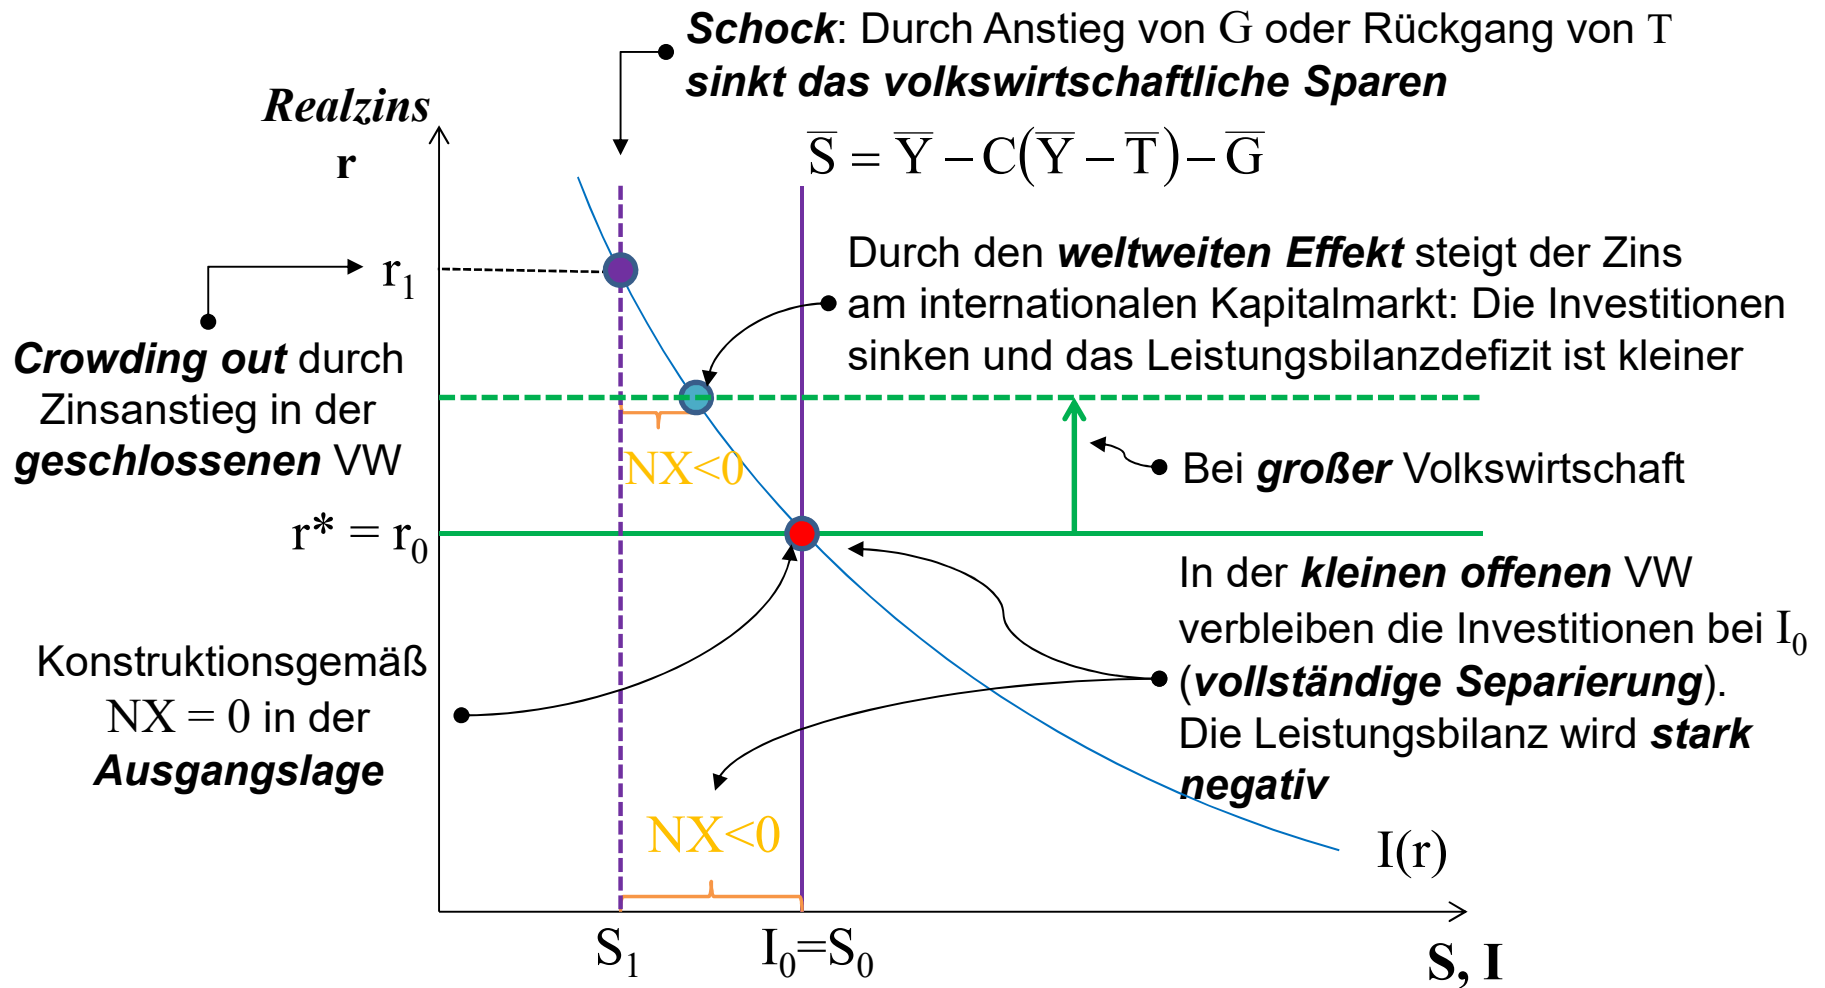 Schock: Durch Anstieg von G oder Rückgang von T
sinkt das volkswirtschaftliche Sparen
Realzins
r
S̅ = Y̅ – C(Y̅ – T̅) – G̅
Durch den weltweiten Effekt steigt der Zins
am internationalen Kapitalmarkt: Die Investitionen
sinken und das Leistungsbilanzdefizit ist kleiner
r₁
Crowding out durch
Zinsanstieg in der
geschlossenen VW
NX<0
Bei großer Volkswirtschaft
r* = r₀
In der kleinen offenen VW
verbleiben die Investitionen bei I₀
(vollständige Separierung).
Die Leistungsbilanz wird stark
negativ
Konstruktionsgemäß
NX = 0 in der
Ausgangslage
NX<0
I(r)
S₁
I₀=S₀
S, I